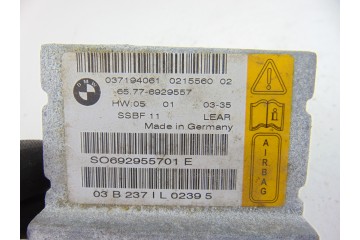 BMW
037194061 0215560 02
65.77-6929557
HW:05 01 03-35
SSBF 11 LEAR
Made in Germany
SO692955701 E
03 B 237 I L 0239 5
AIRBAG